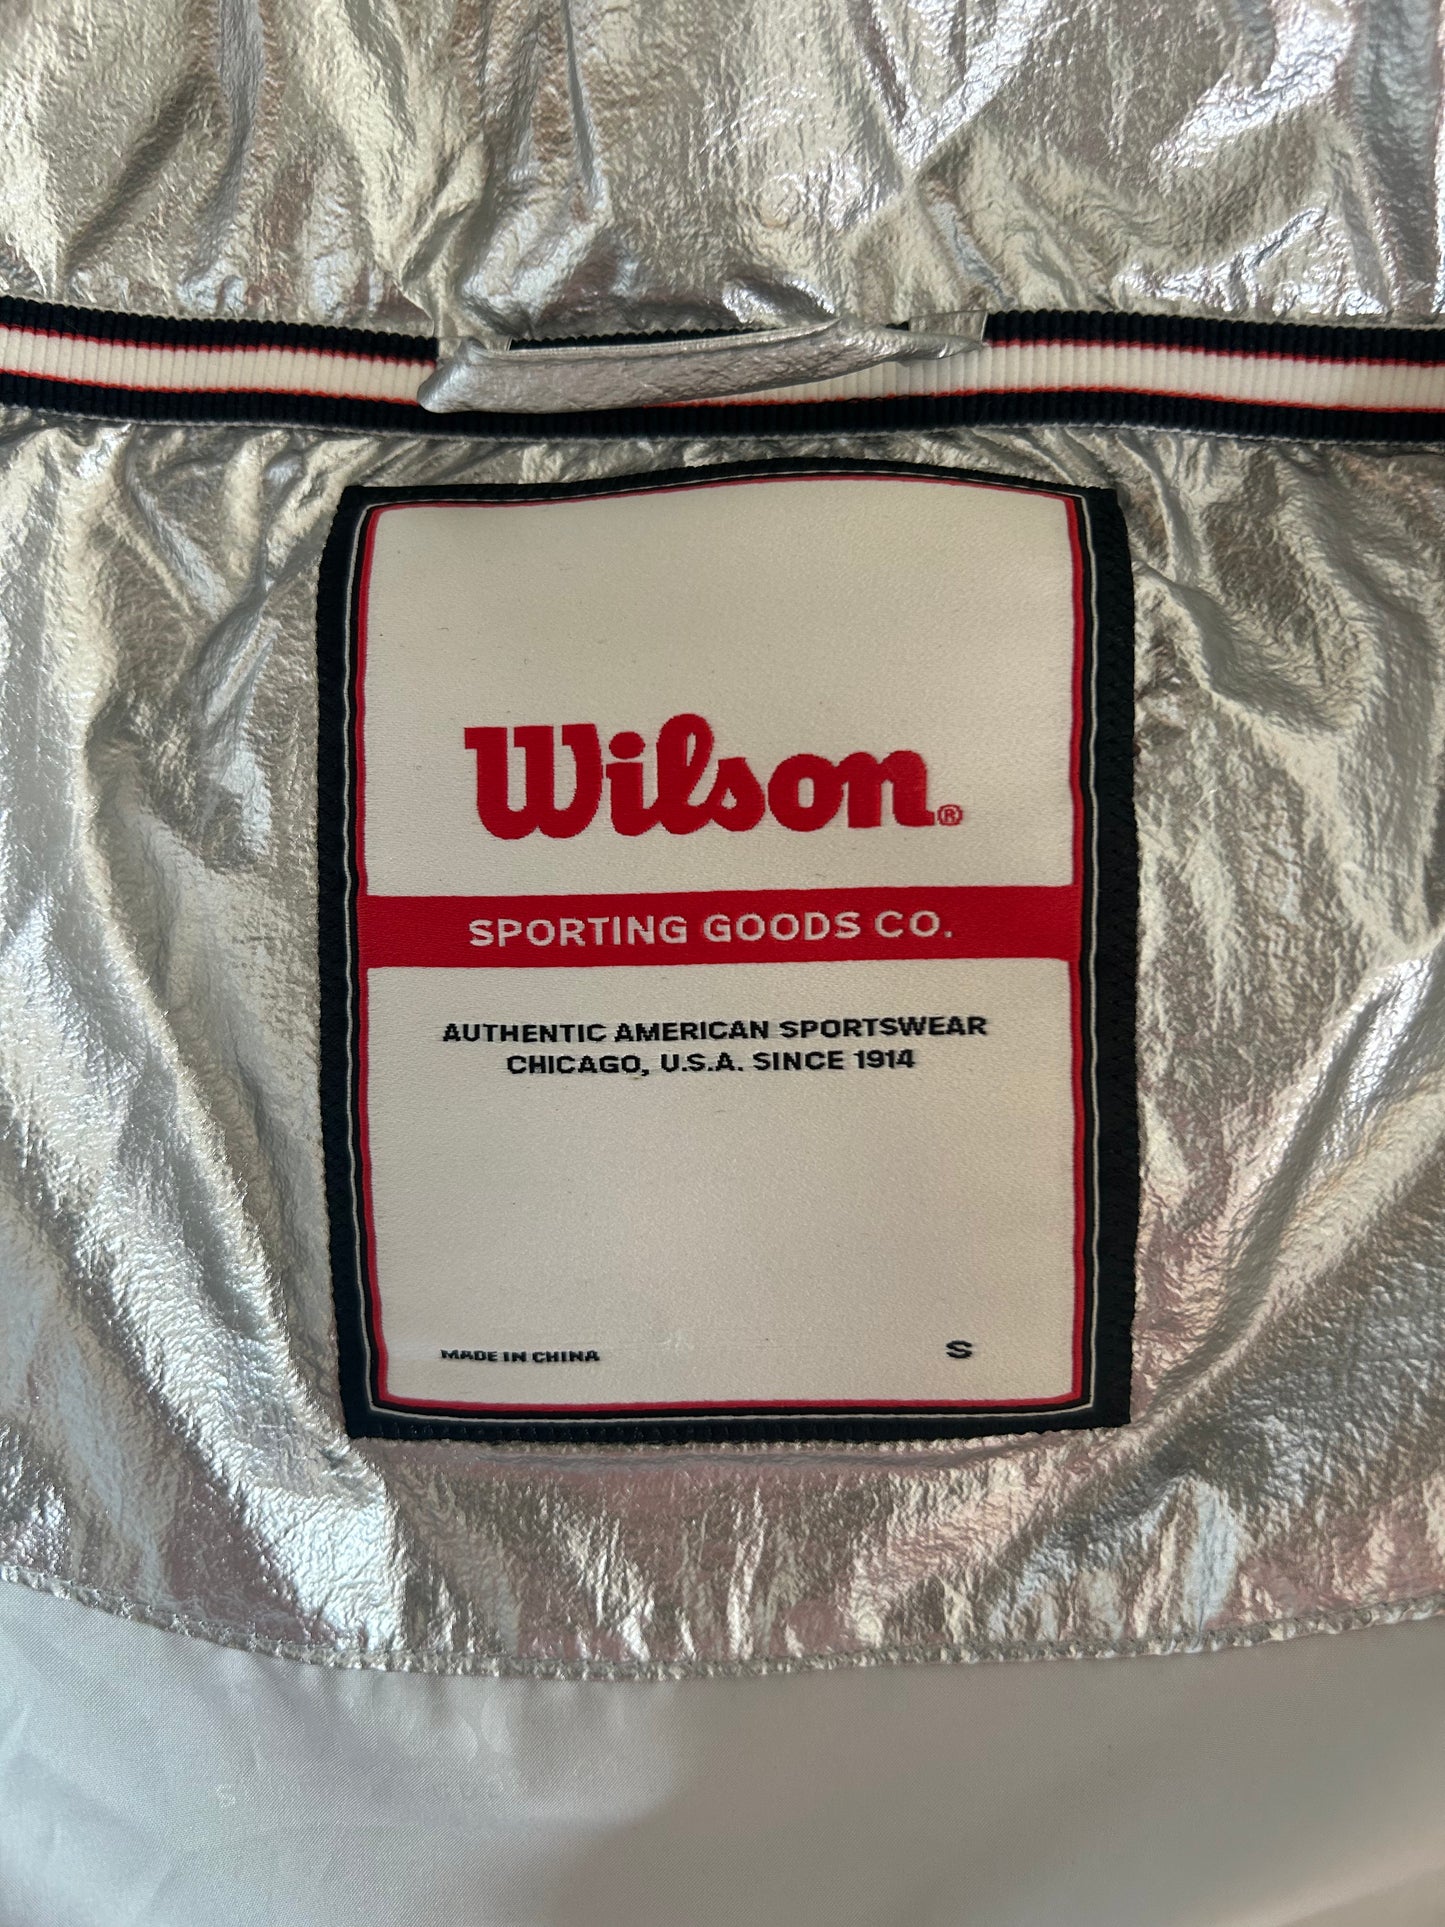 Wilson®
SPORTING GOODS CO.
AUTHENTIC AMERICAN SPORTSWEAR
CHICAGO, U.S.A. SINCE 1914
MADE IN CHINA S